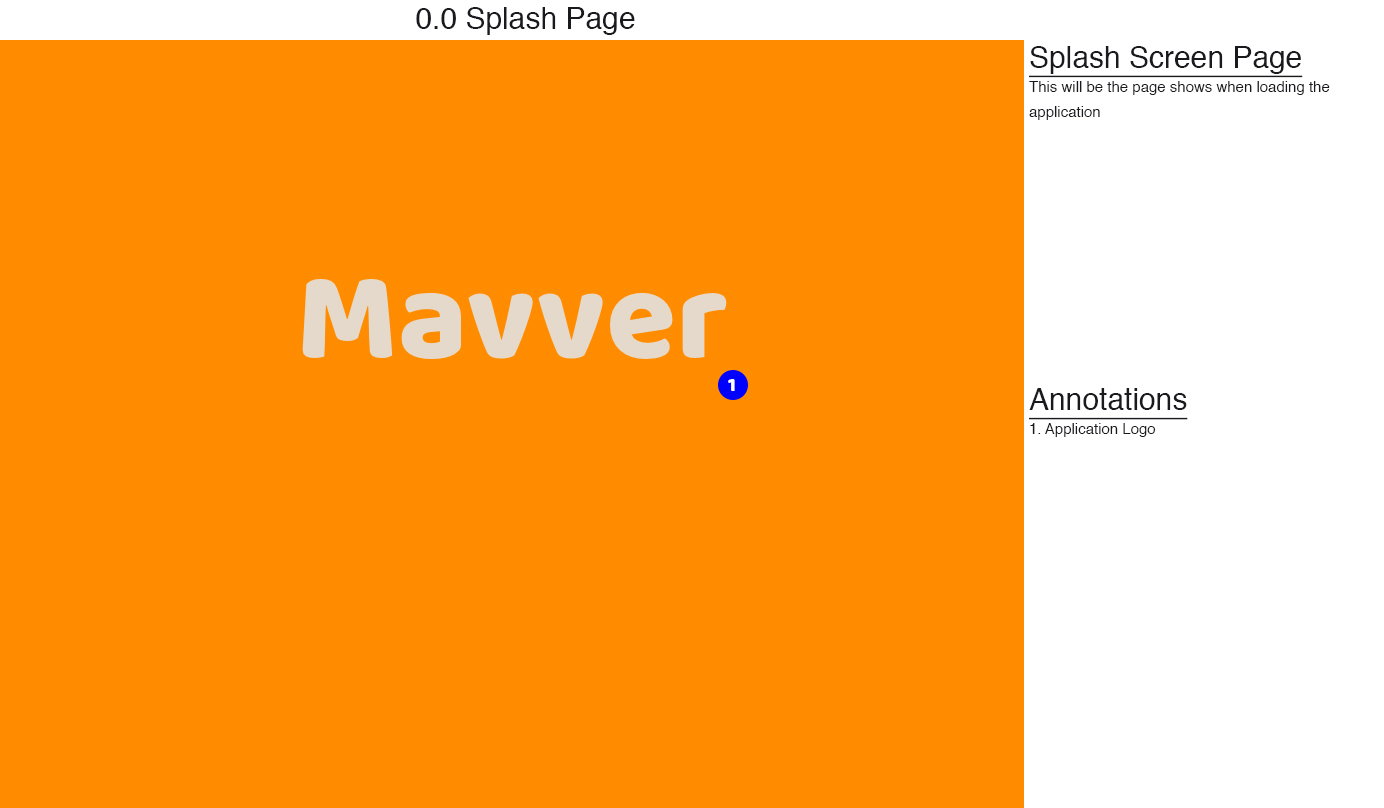 0.0 Splash Page
Splash Screen Page
This will be the page shows when loading the
application
Mavver
1
Annotations
1. Application Logo